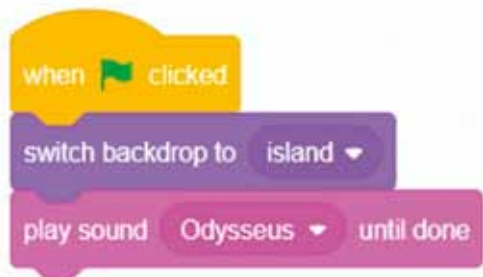 when clicked
switch backdrop to island
play sound Odysseus until done